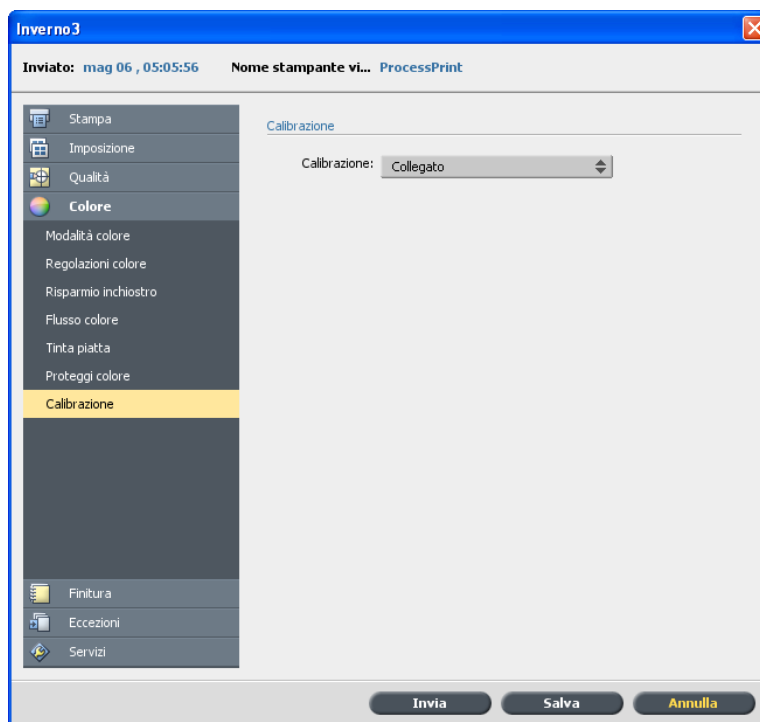 Inverno3
Inviato: mag 06 , 05:05:56 Nome stampante vi... ProcessPrint
Stampa
Imposizione
Qualità
Colore
Modalità colore
Regolazioni colore
Risparmio inchiostro
Flusso colore
Tinta piatta
Proteggi colore
Calibrazione
Finitura
Eccezioni
Servizi
Calibrazione
Calibrazione: Collegato
Invia Salva Annulla